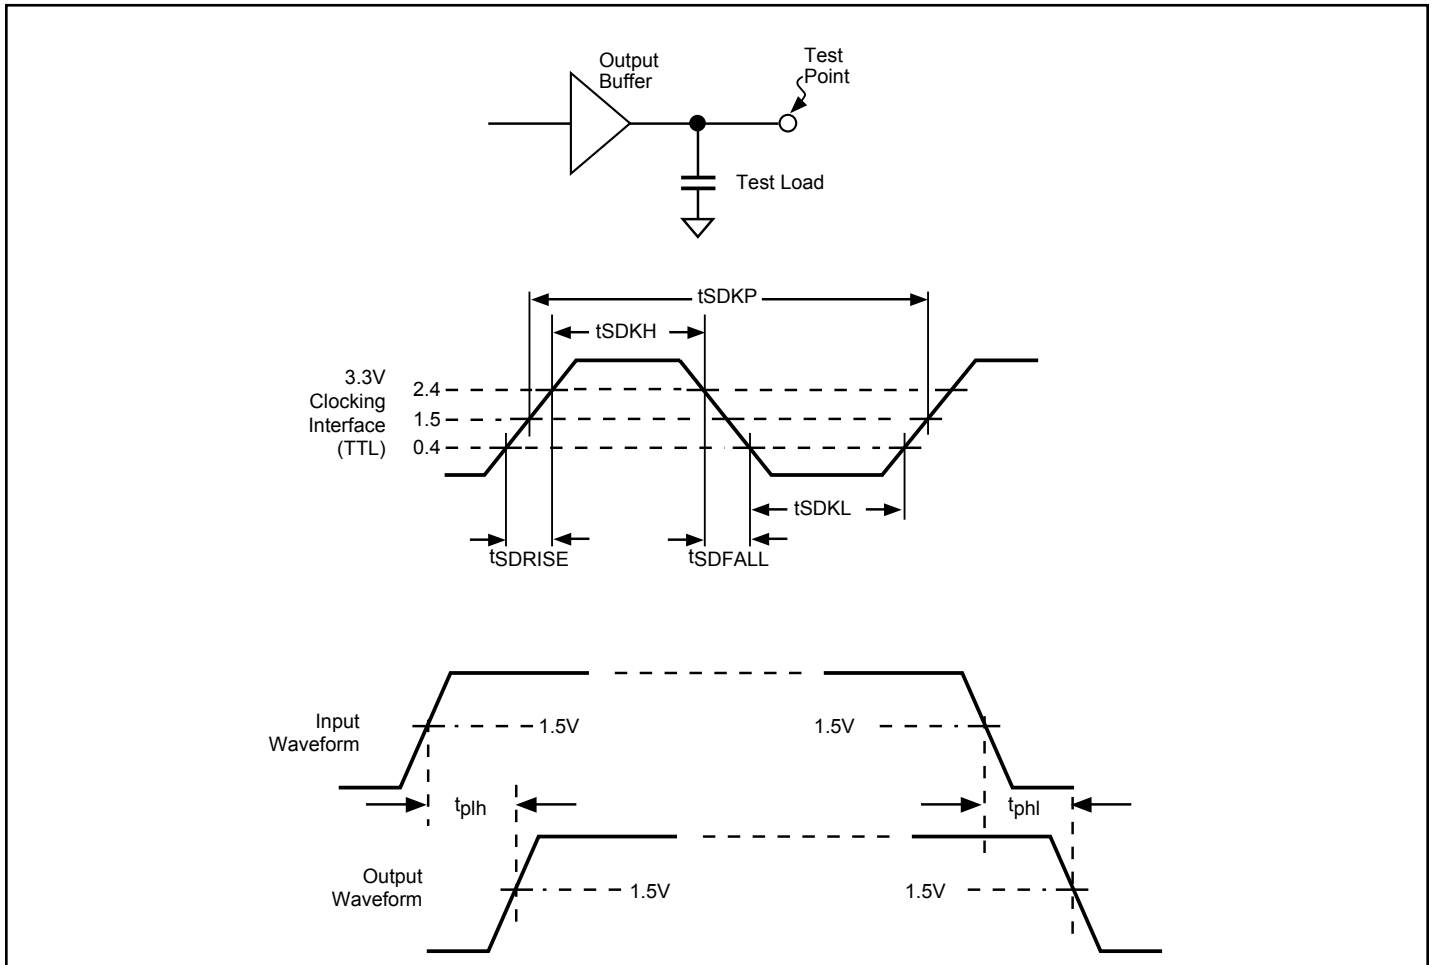 Output
Buffer
Test
Point
Test Load
tSDKP
tSDKH
3.3V
Clocking
Interface
(TTL)
2.4
1.5
0.4
tSDKL
tSDRISE
tSDFALL
Input
Waveform
1.5V
1.5V
tplh
tphl
Output
Waveform
1.5V
1.5V